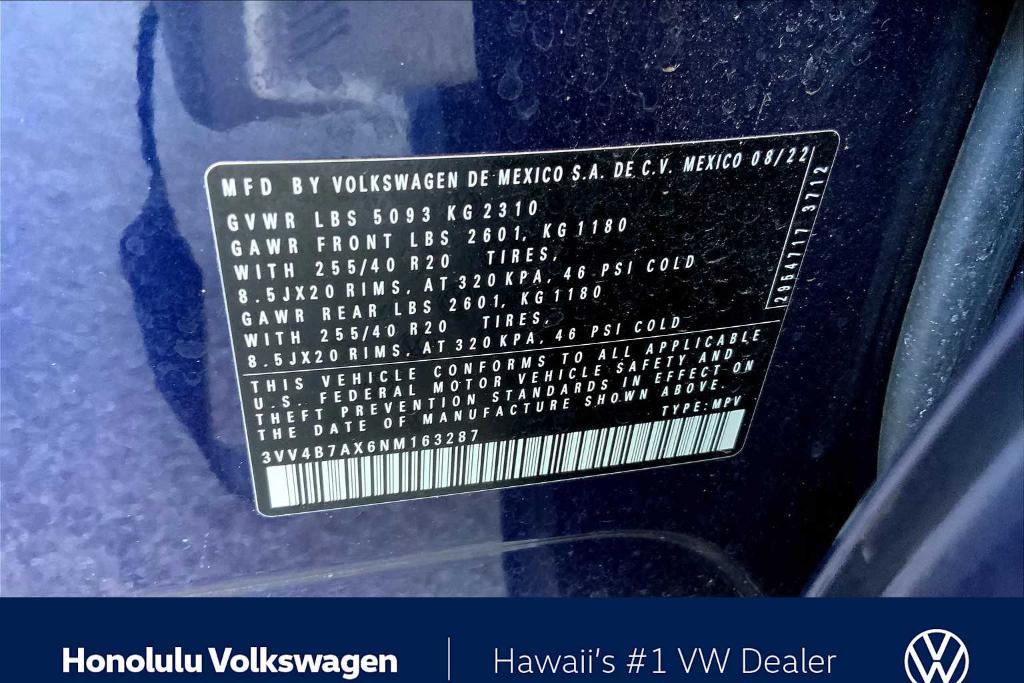 MFD BY VOLKSWAGEN DE MEXICO S.A. DE C.V. MEXICO 08/22
GVWR LBS 5093 KG 2310
GAWR FRONT LBS 2601, KG 1180
WITH 255/40 R20 TIRES,
8.5JX20 RIMS, AT 320 KPA, 46 PSI COLD
GAWR REAR LBS 2601, KG 1180
WITH 255/40 R20 TIRES,
8.5JX20 RIMS, AT 320 KPA, 46 PSI COLD
2954717 3712
THIS VEHICLE CONFORMS TO ALL APPLICABLE
U.S. FEDERAL MOTOR VEHICLE SAFETY AND
THEFT PREVENTION STANDARDS IN EFFECT ON
THE DATE OF MANUFACTURE SHOWN ABOVE.
3VV4B7AX6NM163287 TYPE: MPV
Honolulu Volkswagen | Hawaii's #1 VW Dealer